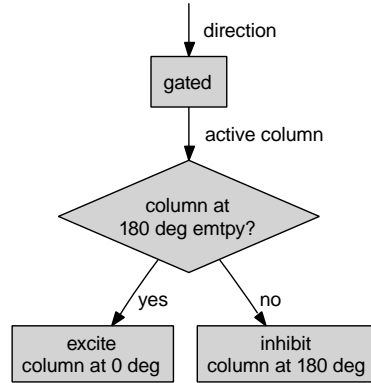 direction
gated
active column
column at
180 deg emtpy?
yes
no
excite
column at 0 deg
inhibit
column at 180 deg